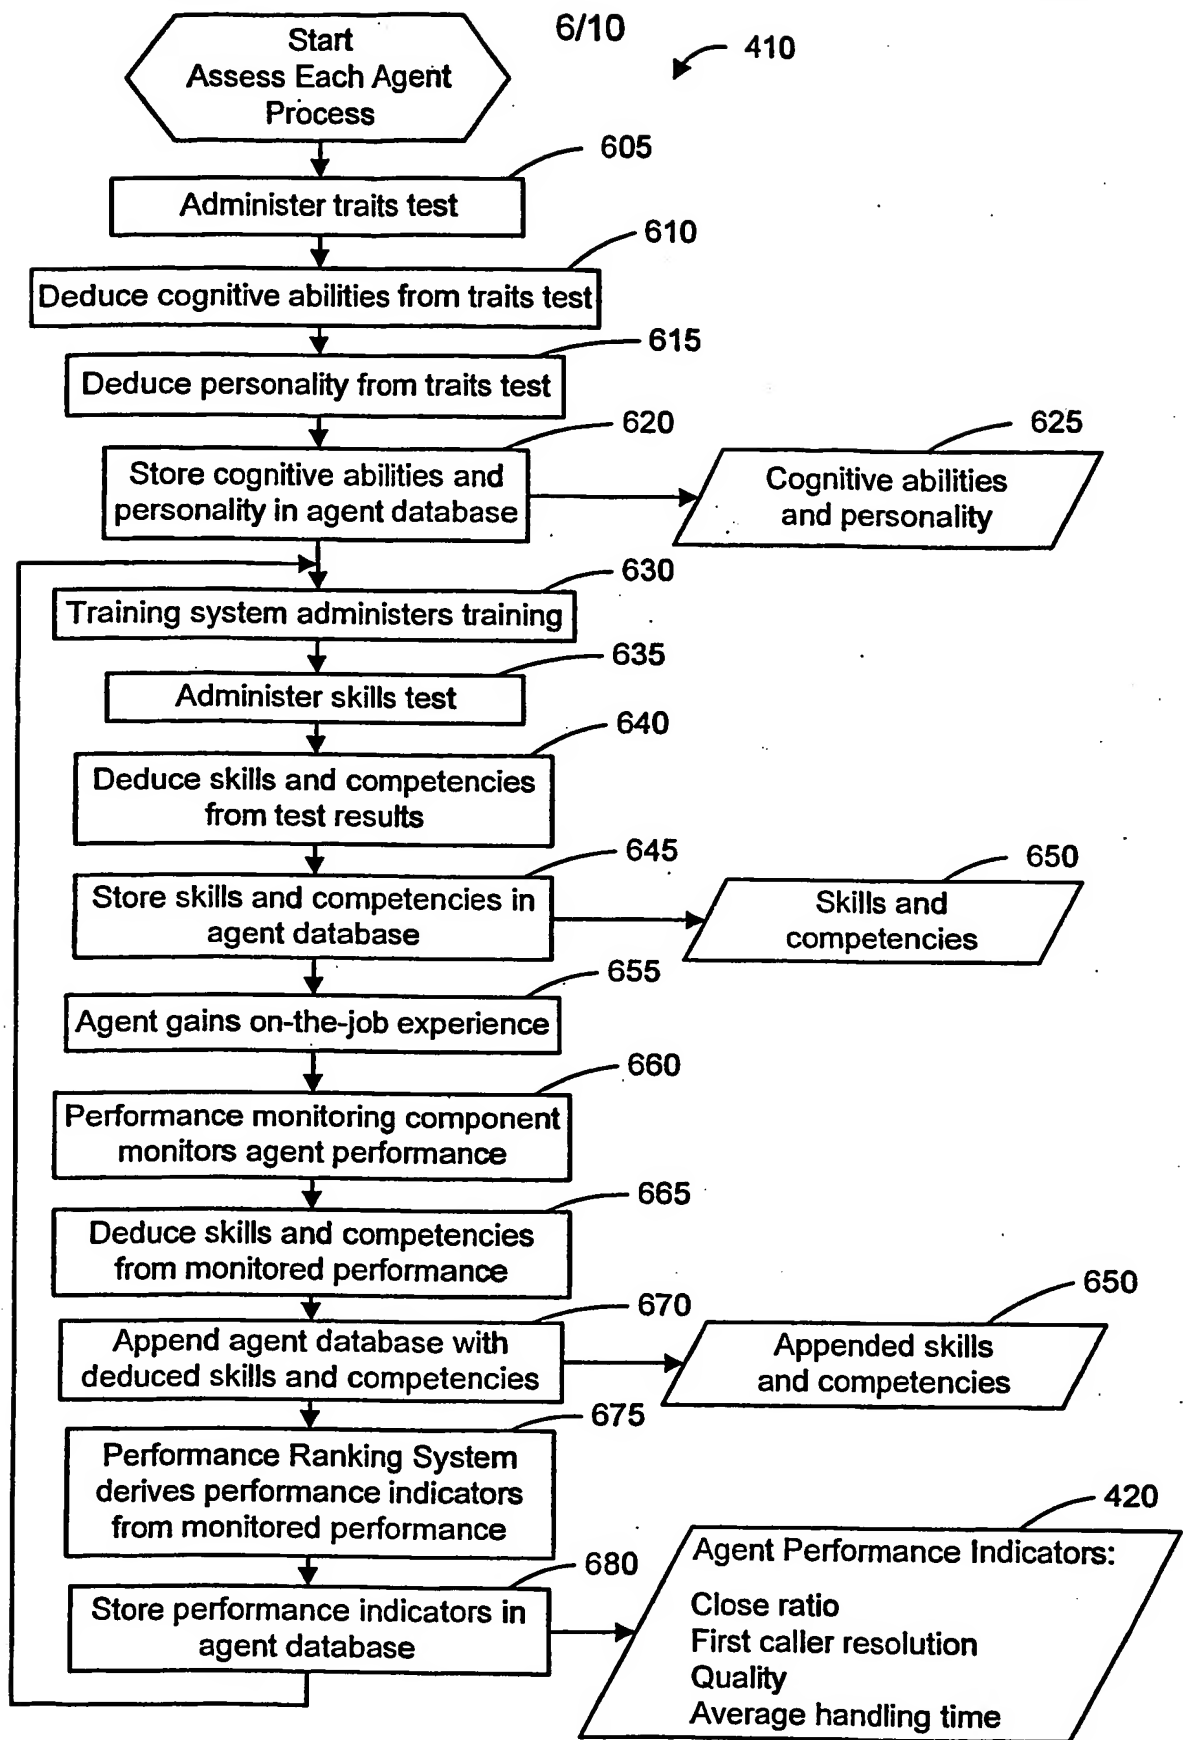 6/10
410
Start
Assess Each Agent
Process
605
Administer traits test
610
Deduce cognitive abilities from traits test
615
Deduce personality from traits test
620
Store cognitive abilities and
personality in agent database
625
Cognitive abilities
and personality
630
Training system administers training
635
Administer skills test
640
Deduce skills and competencies
from test results
645
Store skills and competencies in
agent database
650
Skills and
competencies
655
Agent gains on-the-job experience
660
Performance monitoring component
monitors agent performance
665
Deduce skills and competencies
from monitored performance
670
Append agent database with
deduced skills and competencies
650
Appended skills
and competencies
675
Performance Ranking System
derives performance indicators
from monitored performance
680
Store performance indicators in
agent database
420
Agent Performance Indicators:
Close ratio
First caller resolution
Quality
Average handling time